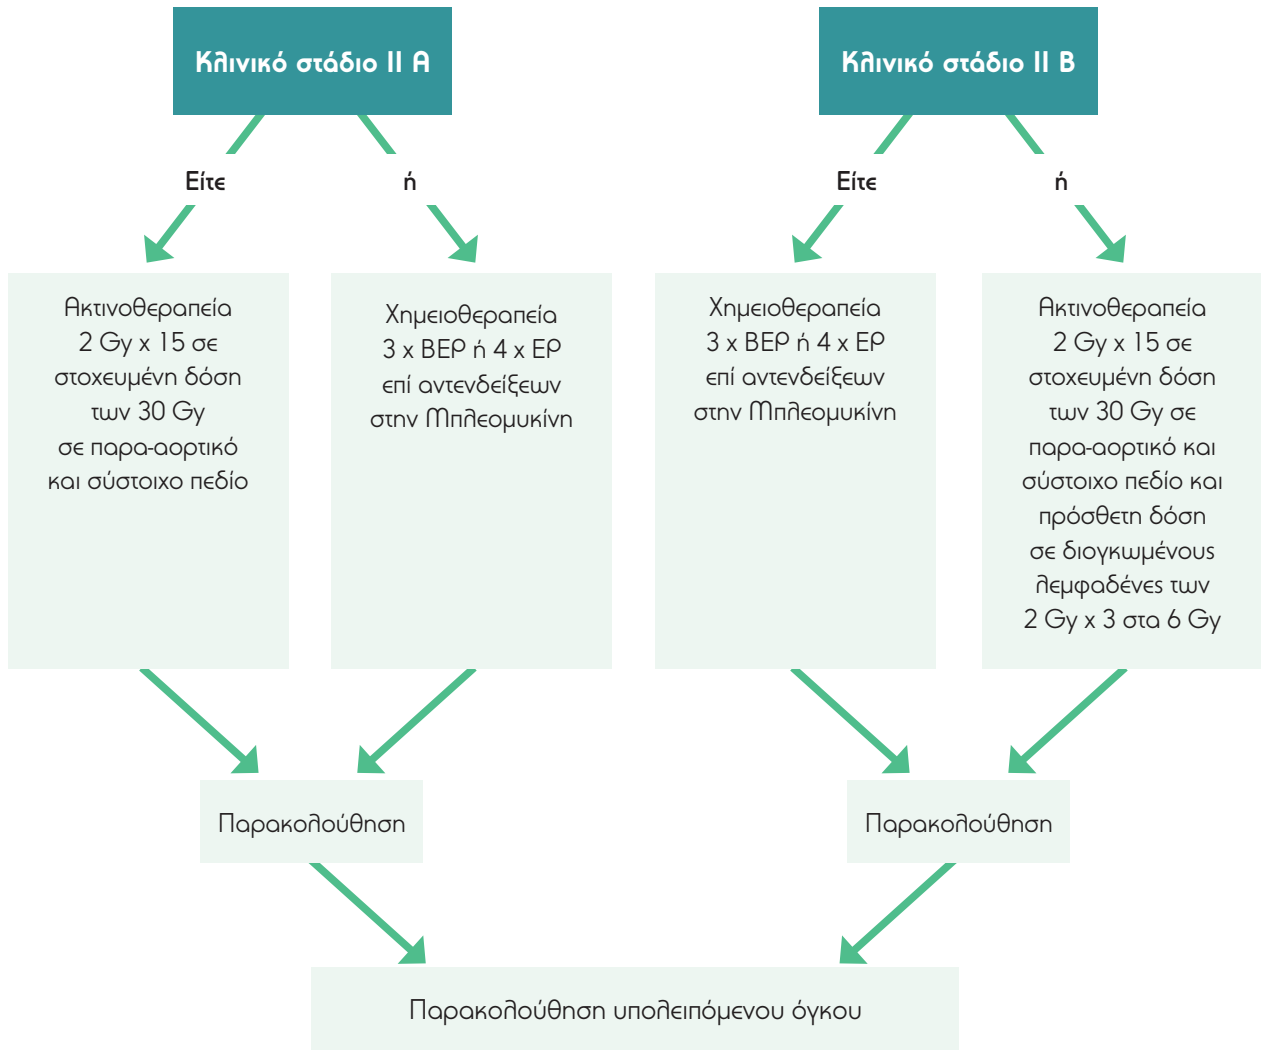 Κλινικό στάδιο ΙΙ Α
Κλινικό στάδιο ΙΙ Β
Είτε
ή
Είτε
ή
Ακτινοθεραπεία
2 Gy x 15 σε
στοχευμένη δόση
των 30 Gy
σε παρα-αορτικό
και σύστοιχο πεδίο
Χημειοθεραπεία
3 x BEP ή 4 x EP
επί αντενδείξεων
στην Μπλεομυκίνη
Χημειοθεραπεία
3 x BEP ή 4 x EP
επί αντενδείξεων
στην Μπλεομυκίνη
Ακτινοθεραπεία
2 Gy x 15 σε
στοχευμένη δόση
των 30 Gy σε
παρα-αορτικό και
σύστοιχο πεδίο και
πρόσθετη δόση
σε διογκωμένους
λεμφαδένες των
2 Gy x 3 στα 6 Gy
Παρακολούθηση
Παρακολούθηση
Παρακολούθηση υπολειπόμενου όγκου